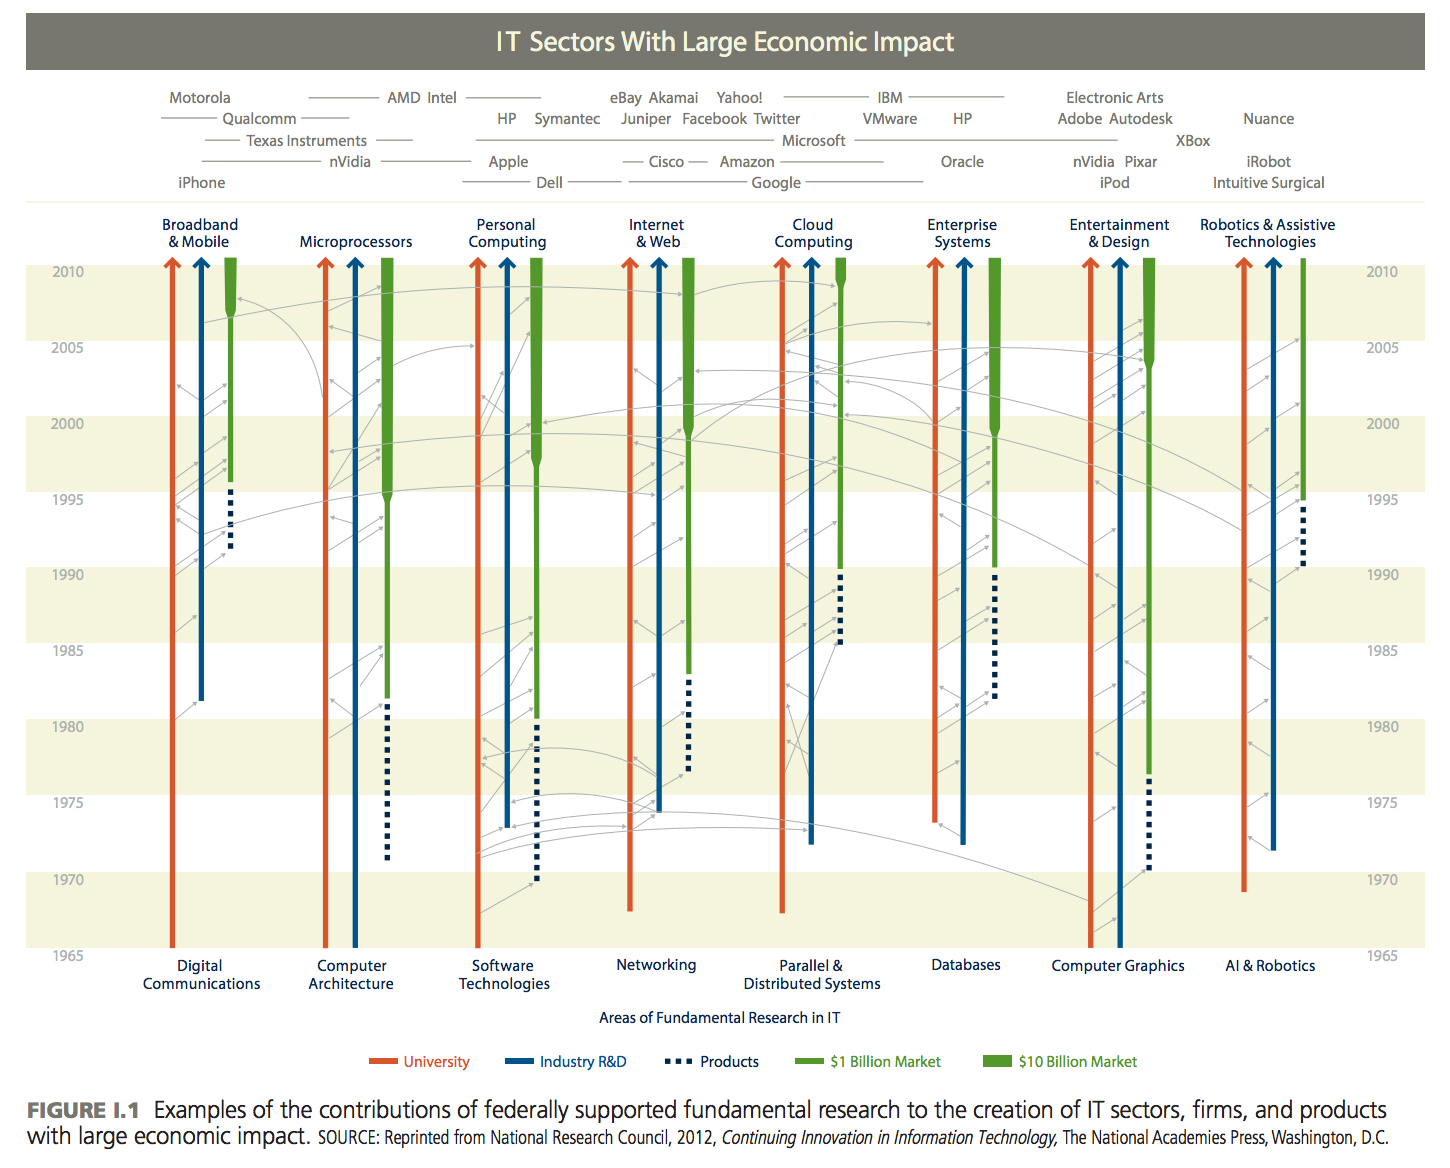 IT Sectors With Large Economic Impact
Motorola AMD Intel eBay Akamai Yahoo! IBM Electronic Arts
Qualcomm HP Symantec Juniper Facebook Twitter VMware HP Adobe Autodesk Nuance
Texas Instruments Microsoft XBox
nVidia Apple Cisco Amazon Oracle nVidia Pixar iRobot
iPhone Dell Google iPod Intuitive Surgical
Broadband
& Mobile
Microprocessors
Personal
Computing
Internet
& Web
Cloud
Computing
Enterprise
Systems
Entertainment
& Design
Robotics & Assistive
Technologies
2010 2010
2005 2005
2000 2000
1995 1995
1990 1990
1985 1985
1980 1980
1975 1975
1970 1970
1965 1965
Digital
Communications
Computer
Architecture
Software
Technologies
Networking
Parallel &
Distributed Systems
Databases
Computer Graphics
AI & Robotics
Areas of Fundamental Research in IT
University Industry R&D Products $1 Billion Market $10 Billion Market
FIGURE I.1 Examples of the contributions of federally supported fundamental research to the creation of IT sectors, firms, and products
with large economic impact. SOURCE: Reprinted from National Research Council, 2012, Continuing Innovation in Information Technology, The National Academies Press, Washington, D.C.